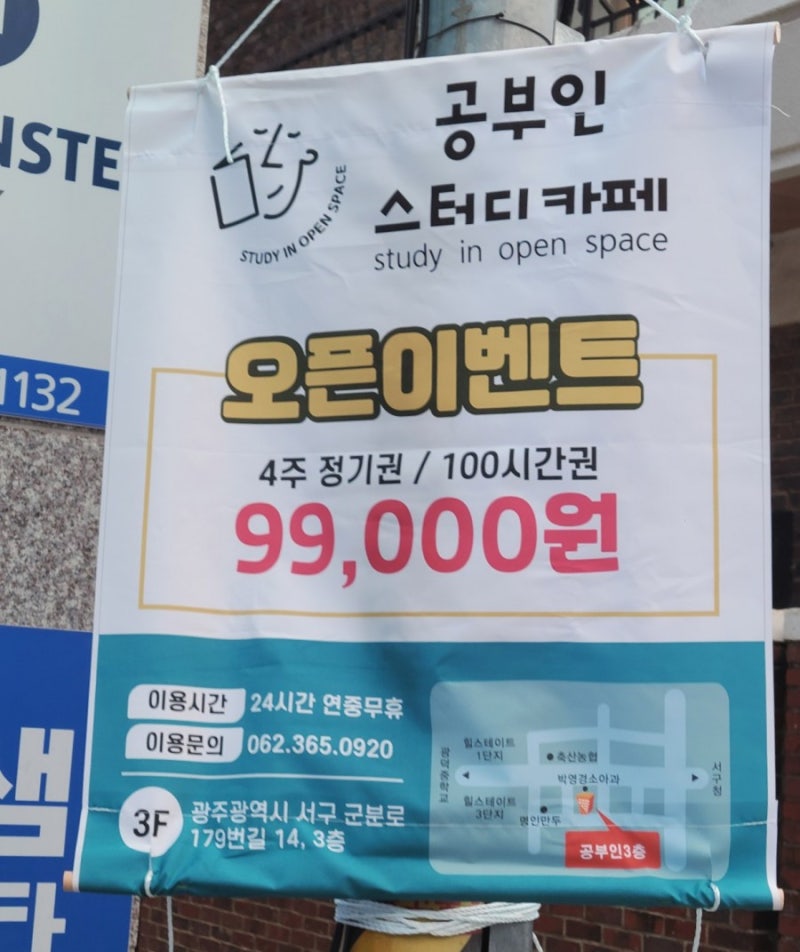 NSTE
1132
샘
공부인
스터디카페
study in open space
STUDY IN OPEN SPACE
오픈이벤트
4주 정기권 / 100시간권
99,000원
이용시간 24시간 연중무휴
이용문의 062.365.0920
3F
광주광역시 서구 군분로
179번길 14, 3층
힐스테이트
1단지
축산농협
박영경소아과
광덕중학교
서구청
힐스테이트
3단지
명인만두
공부인3층